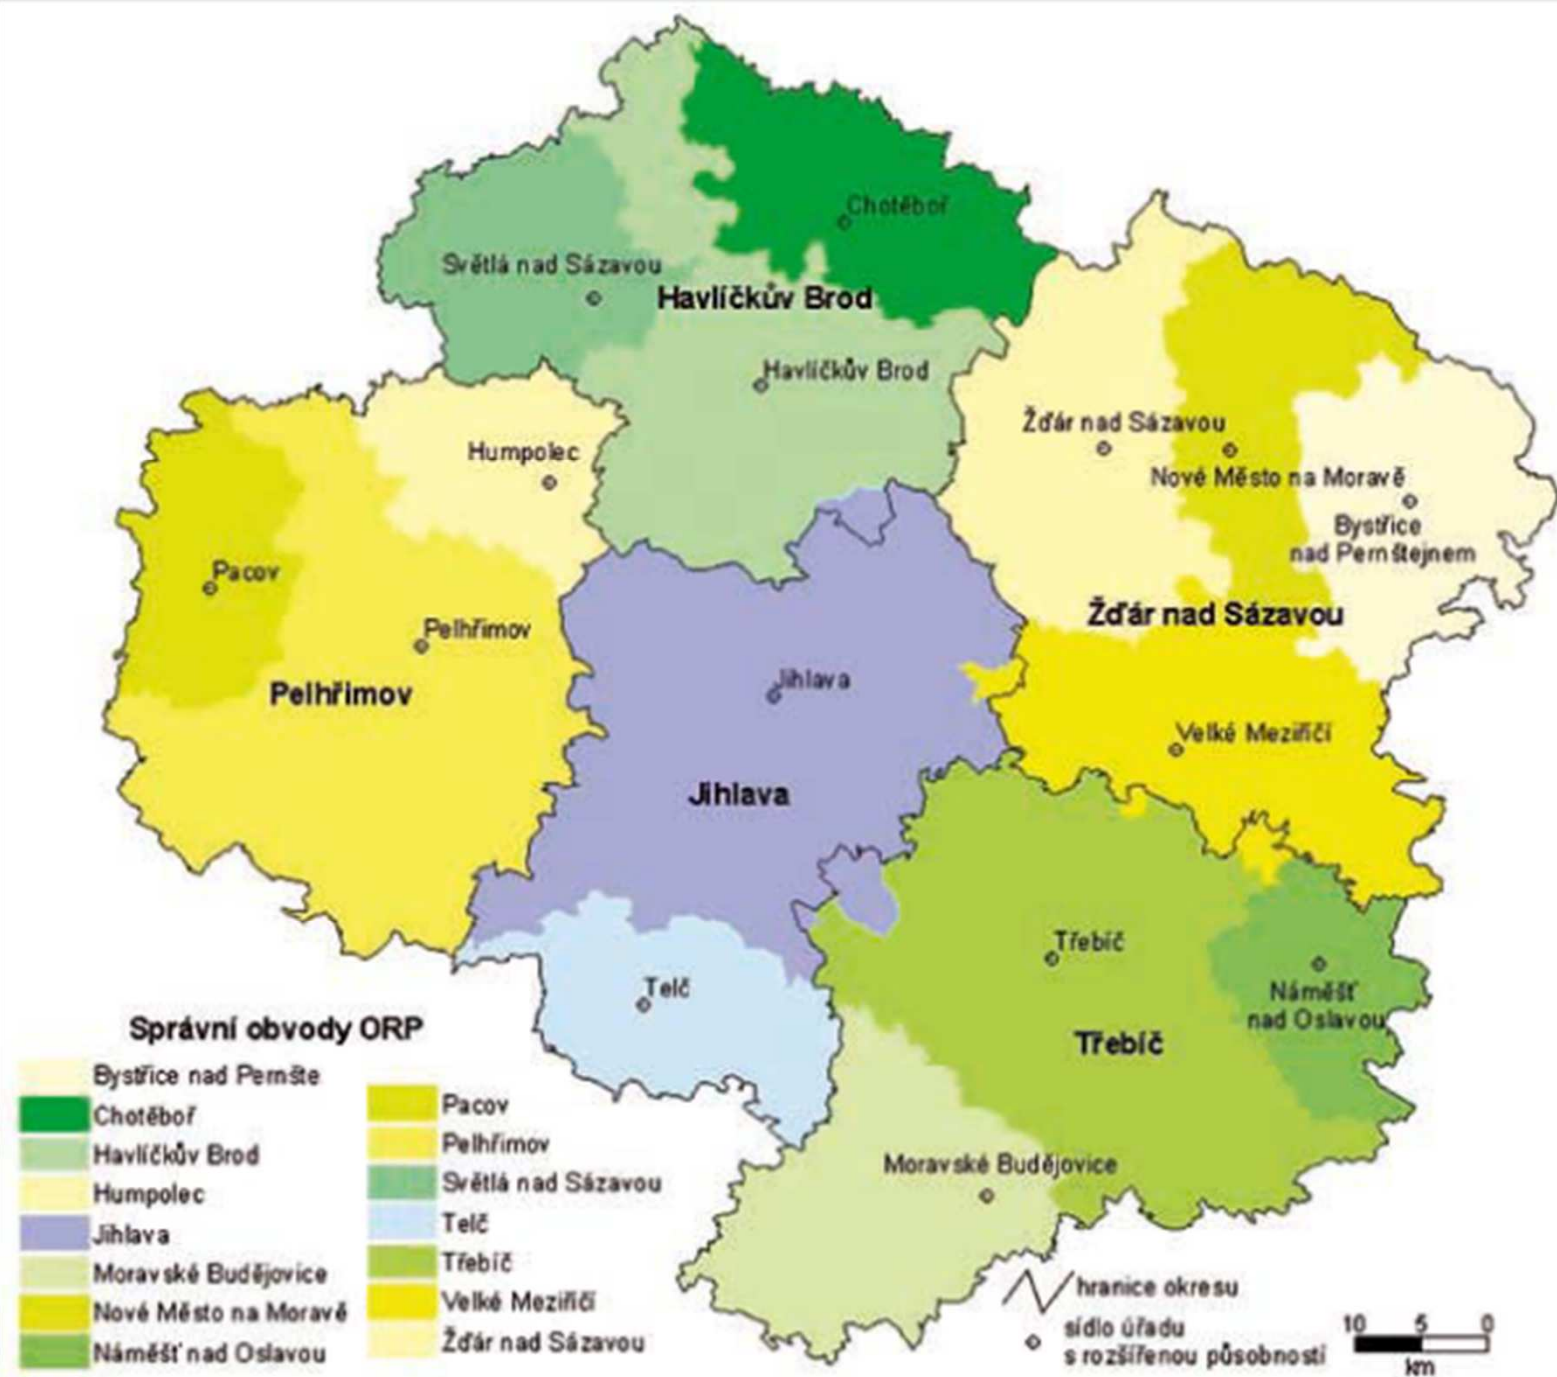 Chotěboř
Světlá nad Sázavou
Havlíčkův Brod
Havlíčkův Brod
Žďár nad Sázavou
Humpolec
Nové Město na Moravě
Bystřice
nad Pernštejnem
Pacov
Žďár nad Sázavou
Pelhřimov
Pelhřimov
Jihlava
Velké Meziříčí
Jihlava
Třebíč
Telč
Náměšť
nad Oslavou
Třebíč
Moravské Budějovice
Správní obvody ORP
Bystřice nad Pernšte
Chotěboř
Havlíčkův Brod
Humpolec
Jihlava
Moravské Budějovice
Nové Město na Moravě
Náměšť nad Oslavou
Pacov
Pelhřimov
Světlá nad Sázavou
Telč
Třebíč
Velké Meziříčí
Žďár nad Sázavou
hranice okresu
sídlo úřadu
s rozšířenou působností
10 5 0
km